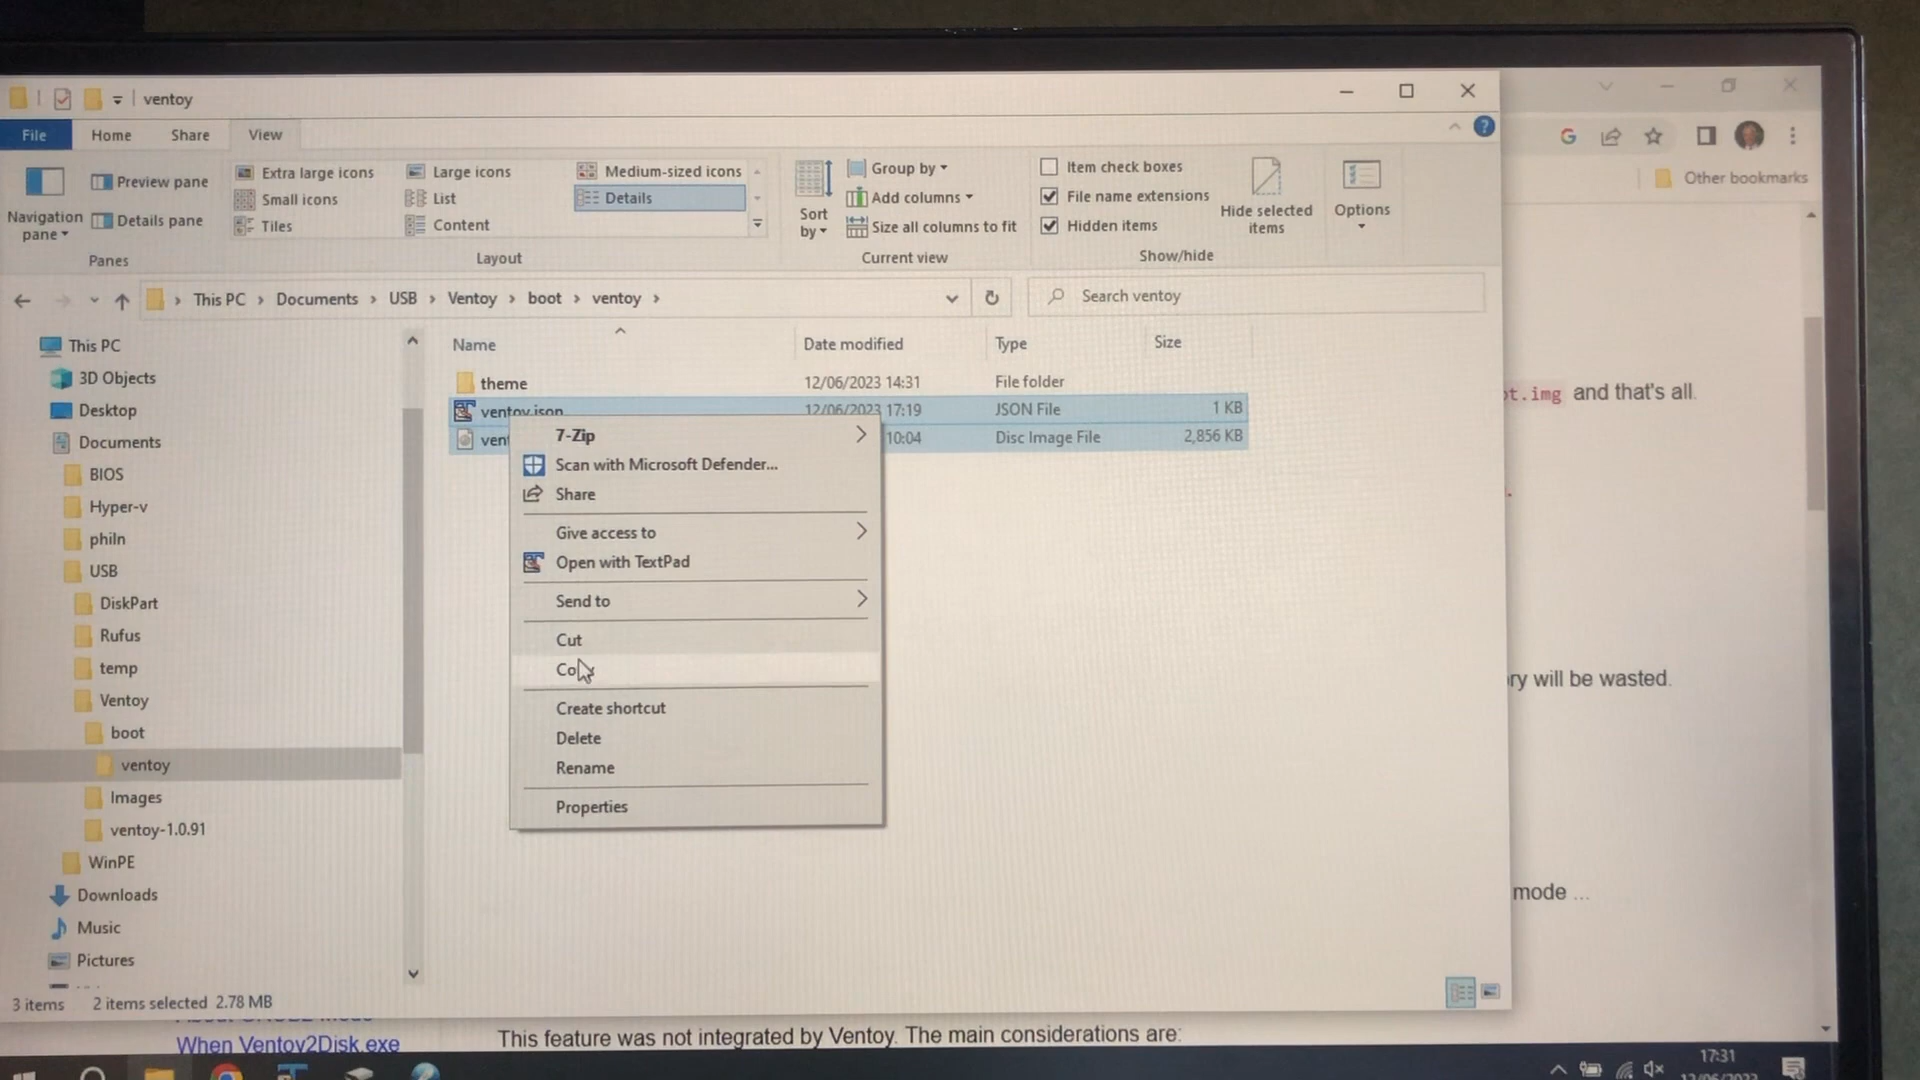 ventoy
File Home Share View
Navigation pane
Preview pane
Details pane
Panes
Extra large icons Large icons Medium-sized icons
Small icons List Details
Tiles Content
Layout
Sort by
Group by
Add columns
Size all columns to fit
Current view
Item check boxes
File name extensions
Hidden items
Hide selected items
Show/hide
Options
Other bookmarks
This PC > Documents > USB > Ventoy > boot > ventoy >
Search ventoy
This PC
3D Objects
Desktop
Documents
BIOS
Hyper-v
philn
USB
DiskPart
Rufus
temp
Ventoy
boot
ventoy
Images
ventoy-1.0.91
WinPE
Downloads
Music
Pictures
Name Date modified Type Size
theme 12/06/2023 14:31 File folder
ventoy.json 12/06/2023 17:19 JSON File 1 KB
10:04 Disc Image File 2,856 KB
7-Zip
Scan with Microsoft Defender...
Share
Give access to
Open with TextPad
Send to
Cut
Create shortcut
Delete
Rename
Properties
and that's all.
will be wasted.
mode ...
3 items 2 items selected 2.78 MB
When Ventoy2Disk.exe
This feature was not integrated by Ventoy. The main considerations are:
17:31